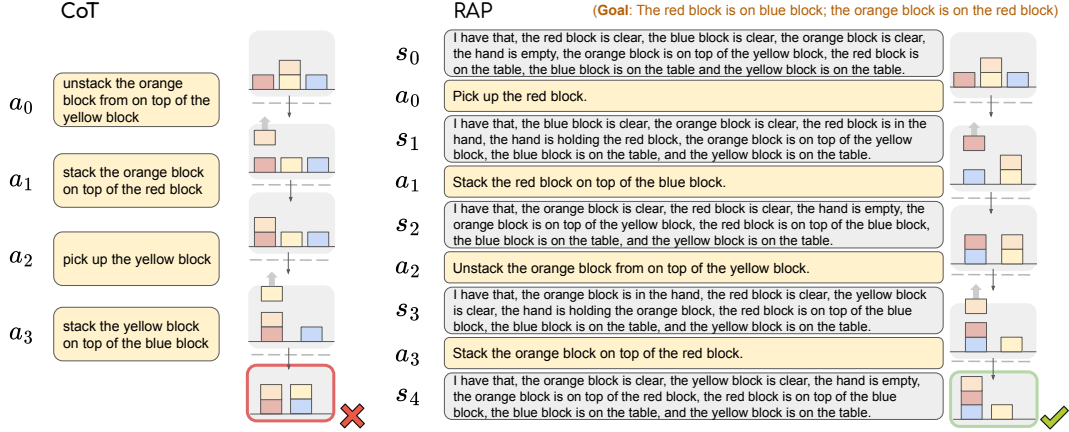 CoT
a0
unstack the orange
block from on top of the
yellow block
a1
stack the orange block
on top of the red block
a2
pick up the yellow block
a3
stack the yellow block
on top of the blue block
RAP
(Goal: The red block is on blue block; the orange block is on the red block)
s0
I have that, the red block is clear, the blue block is clear, the orange block is clear,
the hand is empty, the orange block is on top of the yellow block, the red block is
on the table, the blue block is on the table and the yellow block is on the table.
a0
Pick up the red block.
s1
I have that, the blue block is clear, the orange block is clear, the red block is in the
hand, the hand is holding the red block, the orange block is on top of the yellow
block, the blue block is on the table, and the yellow block is on the table.
a1
Stack the red block on top of the blue block.
s2
I have that, the orange block is clear, the red block is clear, the hand is empty, the
orange block is on top of the yellow block, the red block is on top of the blue block,
the blue block is on the table, and the yellow block is on the table.
a2
Unstack the orange block from on top of the yellow block.
s3
I have that, the orange block is in the hand, the red block is clear, the yellow block
is clear, the hand is holding the orange block, the red block is on top of the blue
block, the blue block is on the table, and the yellow block is on the table.
a3
Stack the orange block on top of the red block.
s4
I have that, the orange block is clear, the yellow block is clear, the hand is empty,
the orange block is on top of the red block, the red block is on top of the blue
block, the blue block is on the table, and the yellow block is on the table.